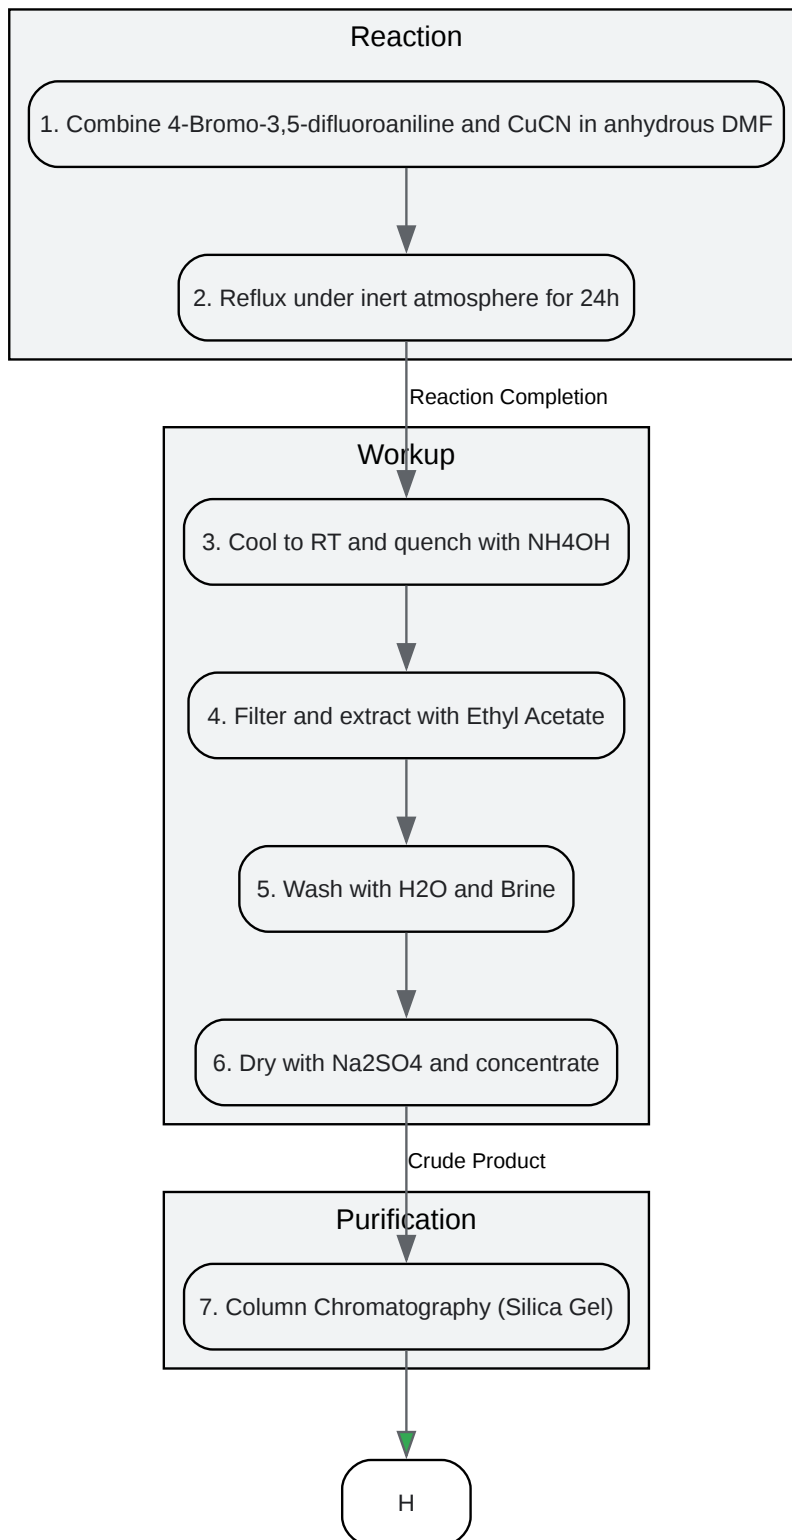 Reaction
1. Combine 4-Bromo-3,5-difluoroaniline and CuCN in anhydrous DMF
2. Reflux under inert atmosphere for 24h
Reaction Completion
Workup
3. Cool to RT and quench with NH4OH
4. Filter and extract with Ethyl Acetate
5. Wash with H2O and Brine
6. Dry with Na2SO4 and concentrate
Crude Product
Purification
7. Column Chromatography (Silica Gel)
H